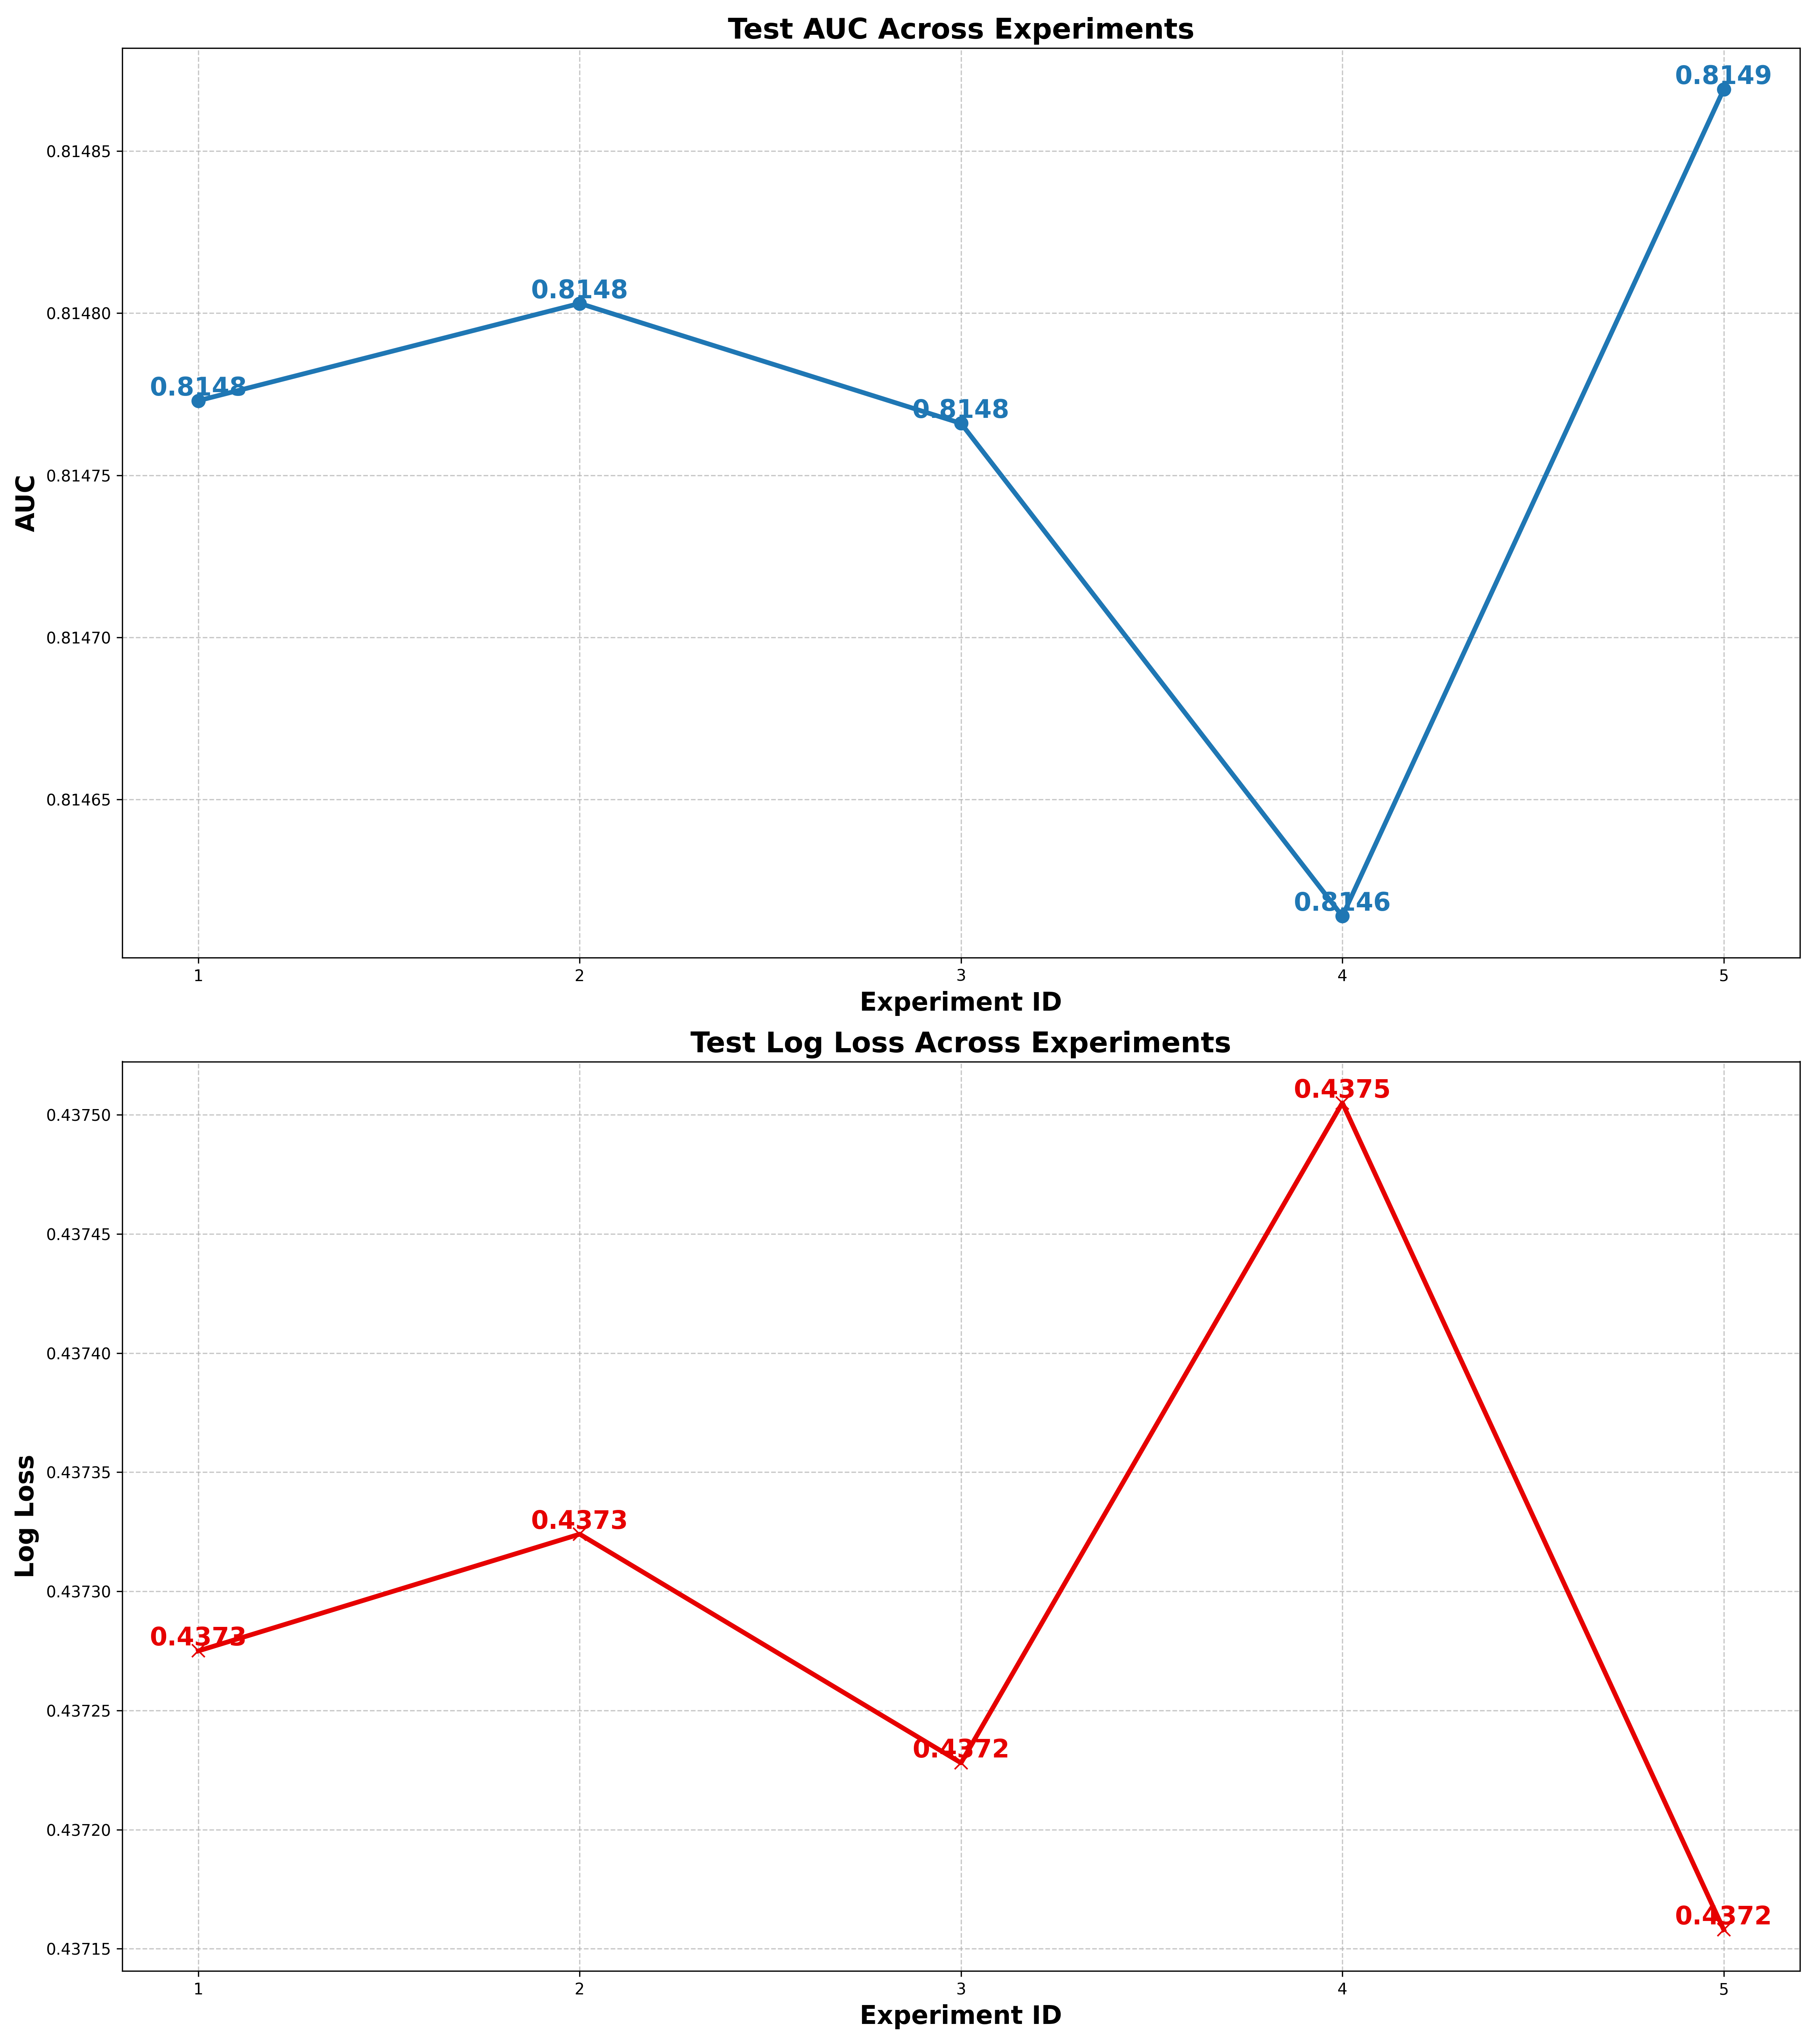 Test AUC Across Experiments
0.8149
0.81485
0.8148
0.81480
0.8148
0.8148
0.81475
AUC
0.81470
0.81465
0.8146
1 2 3 4 5
Experiment ID
Test Log Loss Across Experiments
0.4375
0.43750
0.43745
0.43740
0.43735
Log Loss
0.4373
0.43730
0.4373
0.43725
0.4372
0.43720
0.4372
0.43715
1 2 3 4 5
Experiment ID